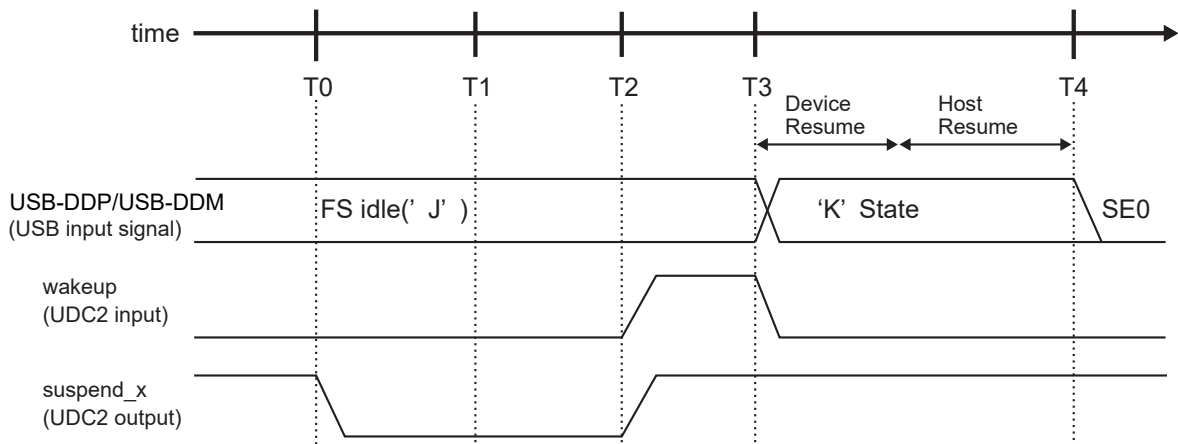 time
T0
T1
T2
T3
T4
Device
Resume
Host
Resume
USB-DDP/USB-DDM
(USB input signal)
FS idle(’ J’ )
‘K’ State
SE0
wakeup
(UDC2 input)
suspend_x
(UDC2 output)